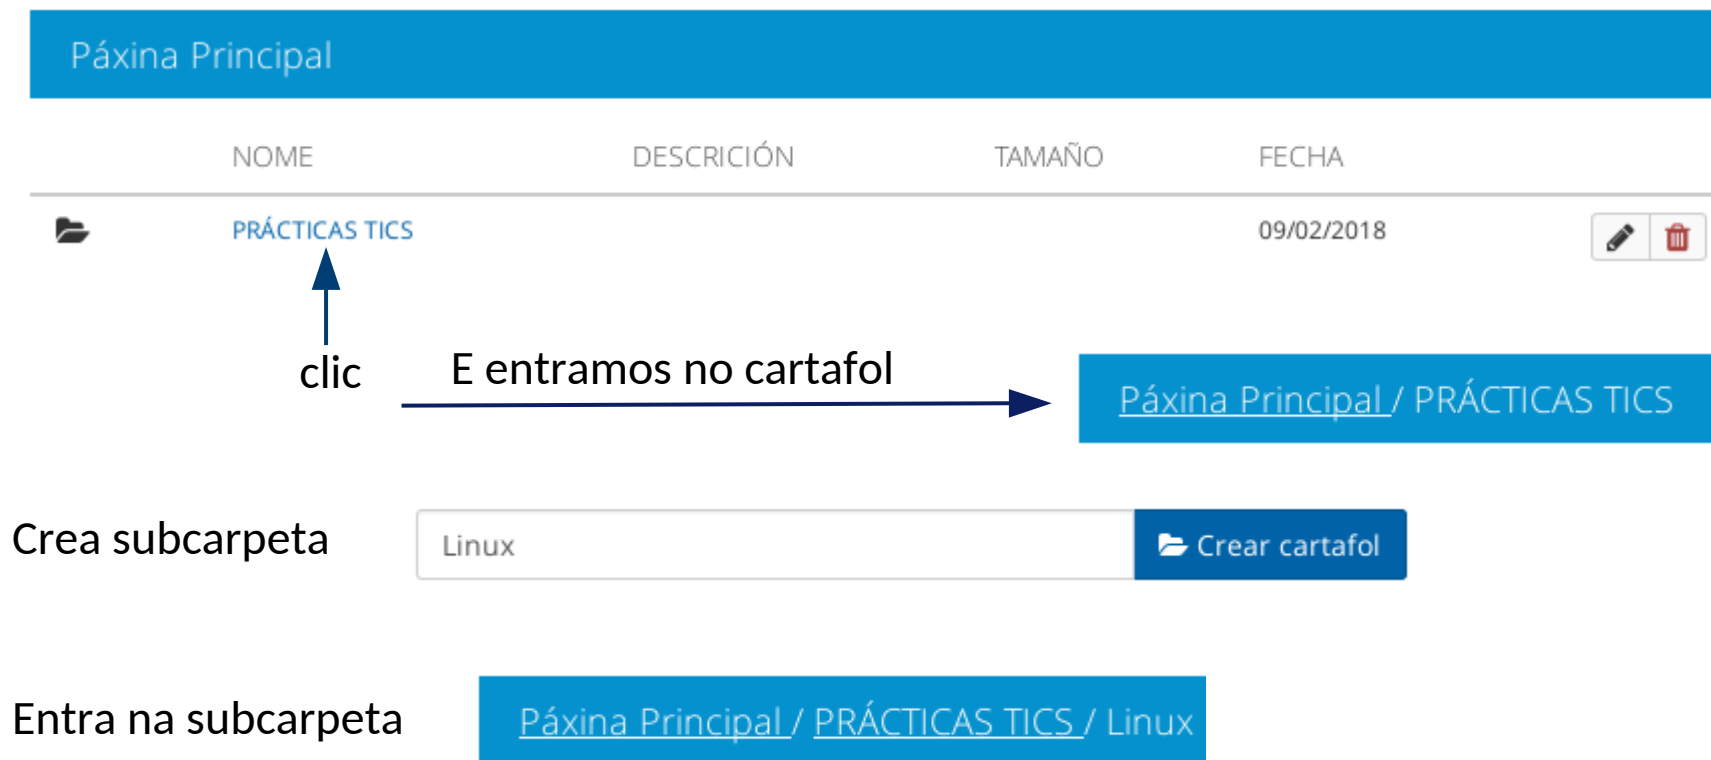 Páxina Principal
NOME DESCRICIÓN TAMAÑO FECHA
PRÁCTICAS TICS 09/02/2018
clic
E entramos no cartafol
Páxina Principal / PRÁCTICAS TICS
Crea subcarpeta
Linux
Crear cartafol
Entra na subcarpeta
Páxina Principal / PRÁCTICAS TICS / Linux